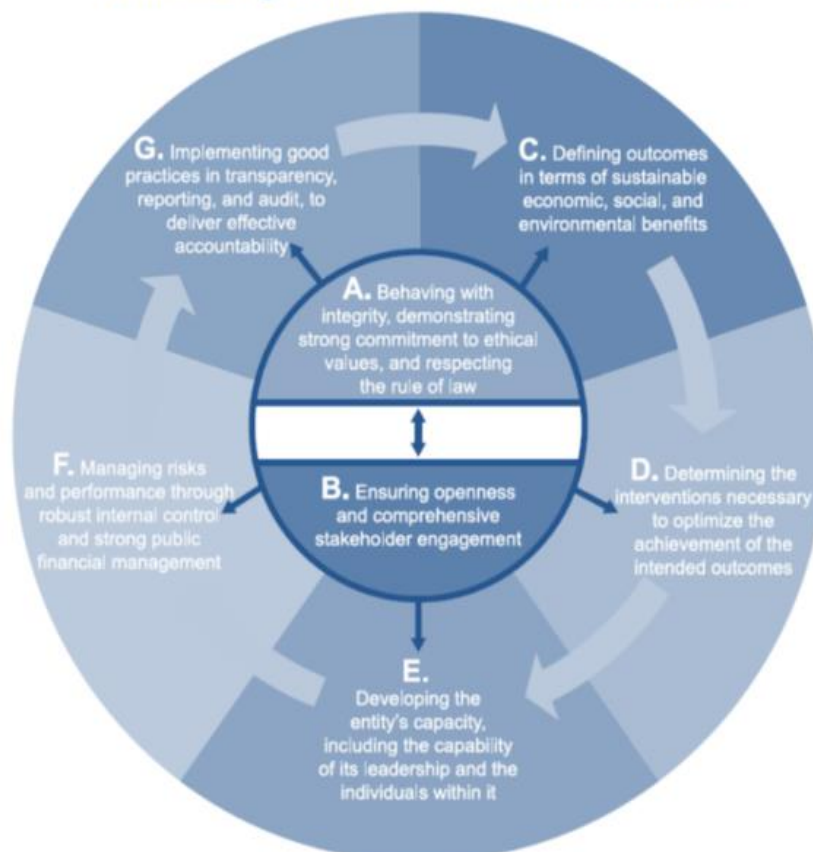 G. Implementing good
practices in transparency,
reporting, and audit, to
deliver effective
accountability
C. Defining outcomes
in terms of sustainable
economic, social, and
environmental benefits
A. Behaving with
integrity, demonstrating
strong commitment to ethical
values, and respecting
the rule of law
B. Ensuring openness
and comprehensive
stakeholder engagement
F. Managing risks
and performance through
robust internal control
and strong public
financial management
D. Determining the
interventions necessary
to optimize the
achievement of the
intended outcomes
E.
Developing the
entity's capacity,
including the capability
of its leadership and the
individuals within it